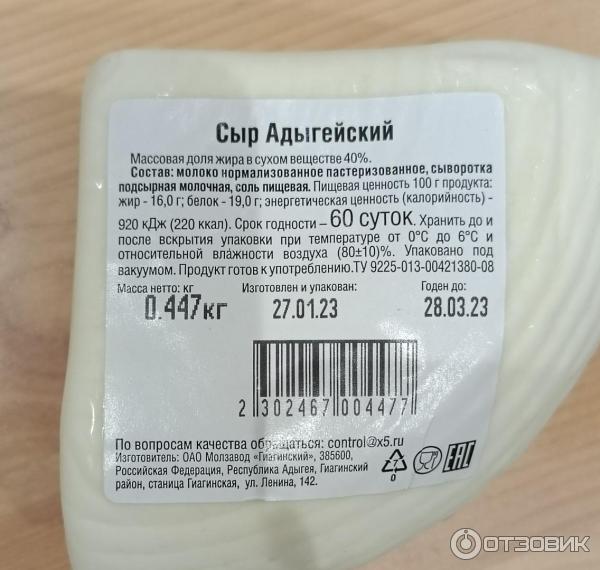 Сыр Адыгейский
Массовая доля жира в сухом веществе 40%.
Состав: молоко нормализованное пастеризованное, сыворотка
подсырная молочная, соль пищевая. Пищевая ценность 100 г продукта:
жир - 16,0 г; белок - 19,0 г; энергетическая ценность (калорийность) -
920 кДж (220 ккал). Срок годности – 60 суток. Хранить до и
после вскрытия упаковки при температуре от 0°С до 6°С и
относительной влажности воздуха (80±10)%. Упаковано под
вакуумом. Продукт готов к употреблению.ТУ 9225-013-00421380-08
Масса нетто: кг Изготовлен и упакован: Годен до:
0.447кг 27.01.23 28.03.23
2 302467 004477
По вопросам качества обращаться: control@x5.ru
Изготовитель: ОАО Молзавод «Гиагинский», 385600,
Российская Федерация, Республика Адыгея, Гиагинский
район, станица Гиагинская, ул. Ленина, 142.
0
EAC
ОТЗОВИК